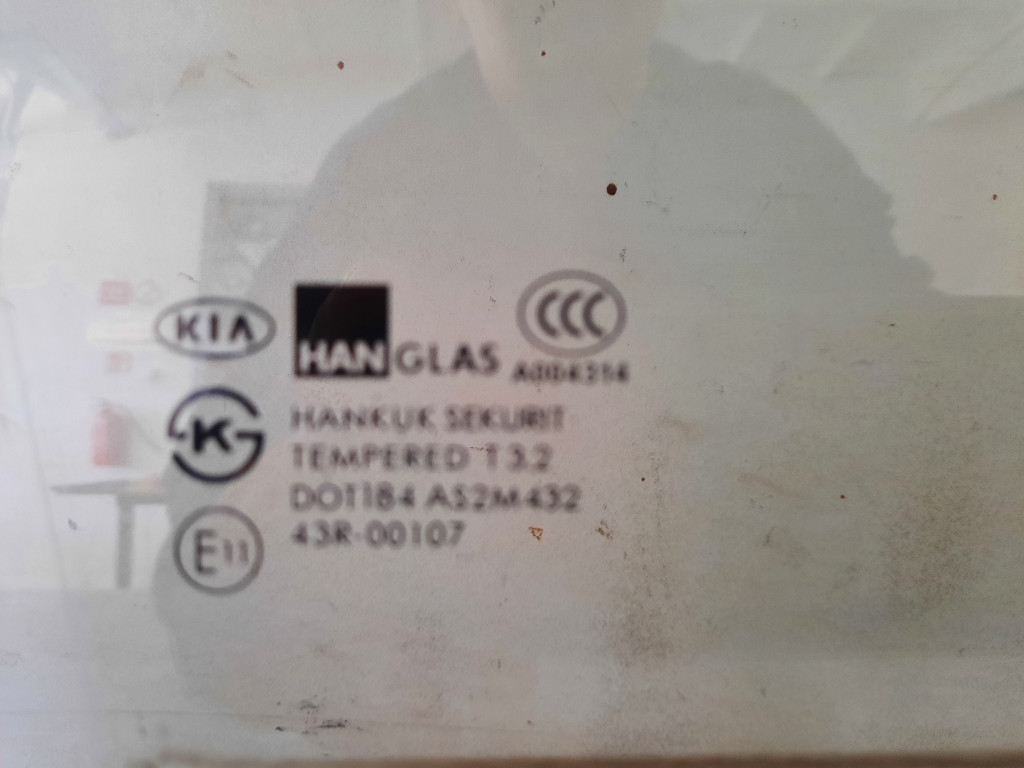 KIA
HAN GLAS
CCC
A004314
K
HANKUK SEKURIT
TEMPERED T3.2
DOT184 AS2M432
E11
43R-00107